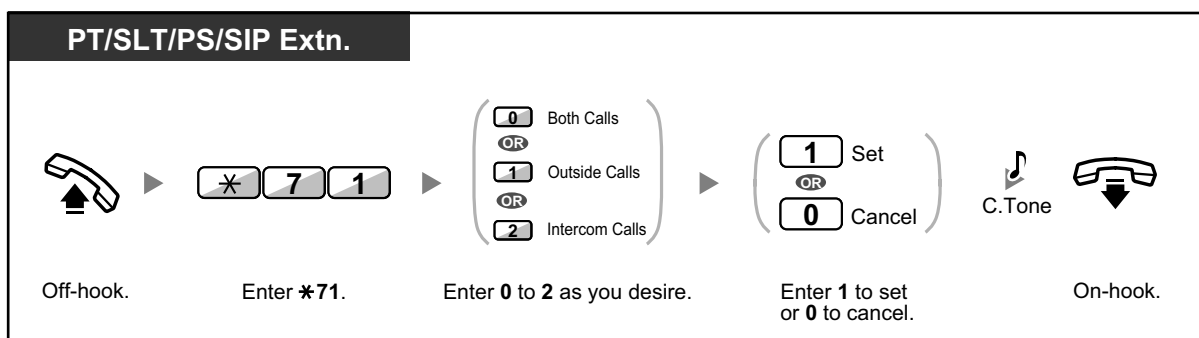 PT/SLT/PS/SIP Extn.
0 Both Calls
OR
1 Outside Calls
OR
2 Intercom Calls
✳ 7 1
1 Set
OR
0 Cancel
C.Tone
Off-hook.
Enter ✳71.
Enter 0 to 2 as you desire.
Enter 1 to set
or 0 to cancel.
On-hook.